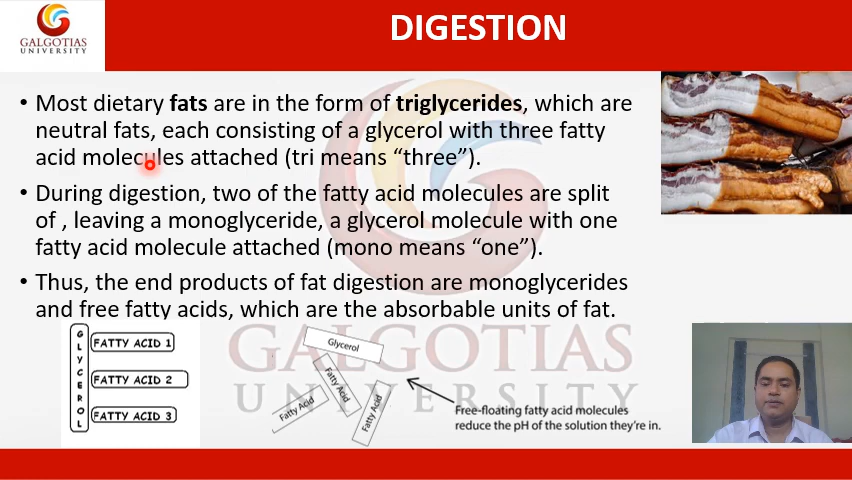 GALGOTIAS
UNIVERSITY
DIGESTION
• Most dietary fats are in the form of triglycerides, which are
neutral fats, each consisting of a glycerol with three fatty
acid molecules attached (tri means “three”).
• During digestion, two of the fatty acid molecules are split
of , leaving a monoglyceride, a glycerol molecule with one
fatty acid molecule attached (mono means “one”).
• Thus, the end products of fat digestion are monoglycerides
and free fatty acids, which are the absorbable units of fat.
GALGOTIAS
UNIVERSITY
GLYCEROL
FATTY ACID 1
FATTY ACID 2
FATTY ACID 3
Glycerol
Fatty Acid
Fatty Acid
Fatty Acid
Free-floating fatty acid molecules
reduce the pH of the solution they're in.